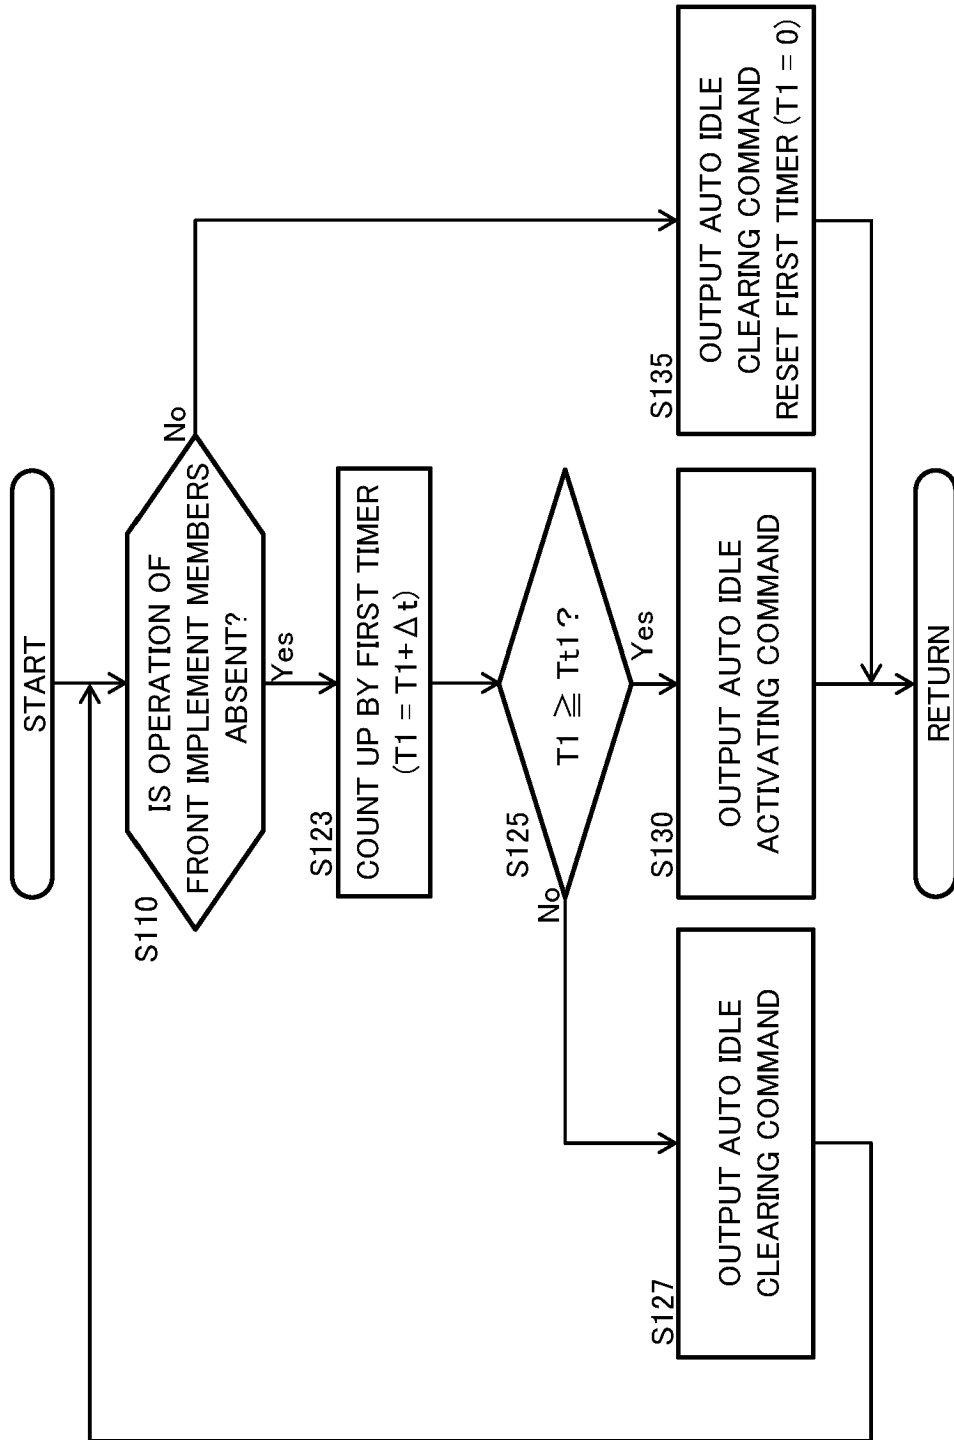 START
S110
IS OPERATION OF
FRONT IMPLEMENT MEMBERS
ABSENT?
No
Yes
S123
COUNT UP BY FIRST TIMER
(T1 = T1+ Δt)
S125
T1 ≧ Tt1 ?
No
Yes
S127
OUTPUT AUTO IDLE
CLEARING COMMAND
S130
OUTPUT AUTO IDLE
ACTIVATING COMMAND
S135
OUTPUT AUTO IDLE
CLEARING COMMAND
RESET FIRST TIMER (T1 = 0)
RETURN